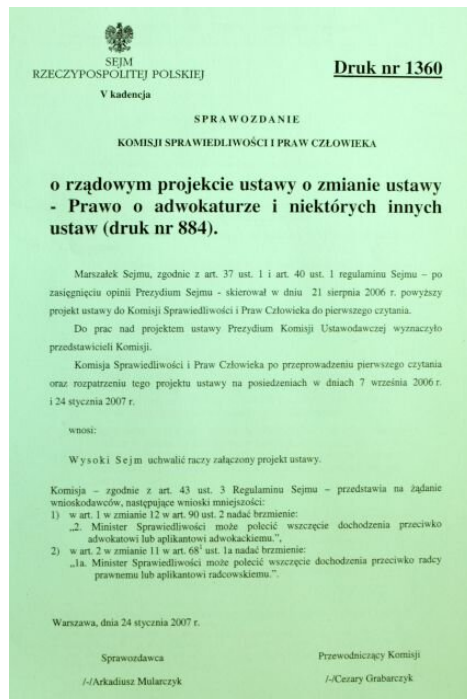 SEJM
RZECZYPOSPOLITEJ POLSKIEJ
V kadencja
Druk nr 1360
SPRAWOZDANIE
KOMISJI SPRAWIEDLIWOŚCI I PRAW CZŁOWIEKA
o rządowym projekcie ustawy o zmianie ustawy
- Prawo o adwokaturze i niektórych innych
ustaw (druk nr 884).
Marszałek Sejmu, zgodnie z art. 37 ust. 1 i art. 40 ust. 1 regulaminu Sejmu – po
zasięgnięciu opinii Prezydium Sejmu - skierował w dniu 21 sierpnia 2006 r. powyższy
projekt ustawy do Komisji Sprawiedliwości i Praw Człowieka do pierwszego czytania.
Do prac nad projektem ustawy Prezydium Komisji Ustawodawczej wyznaczyło
przedstawicieli Komisji.
Komisja Sprawiedliwości i Praw Człowieka po przeprowadzeniu pierwszego czytania
oraz rozpatrzeniu tego projektu ustawy na posiedzeniach w dniach 7 września 2006 r.
i 24 stycznia 2007 r.
wnosi:
Wysoki Sejm uchwalić raczy załączony projekt ustawy.
Komisja – zgodnie z art. 43 ust. 3 Regulaminu Sejmu – przedstawia na żądanie
wnioskodawców, następujące wnioski mniejszości:
1) w art. 1 w zmianie 12 w art. 90 ust. 2 nadać brzmienie:
„2. Minister Sprawiedliwości może polecić wszczęcie dochodzenia przeciwko
adwokatowi lub aplikantowi adwokackiemu.”,
2) w art. 2 w zmianie 11 w art. 68¹ ust. 1a nadać brzmienie:
„1a. Minister Sprawiedliwości może polecić wszczęcie dochodzenia przeciwko radcy
prawnemu lub aplikantowi radcowskiemu.”.
Warszawa, dnia 24 stycznia 2007 r.
Sprawozdawca
Przewodniczący Komisji
/-/Arkadiusz Mularczyk
/-/Cezary Grabarczyk